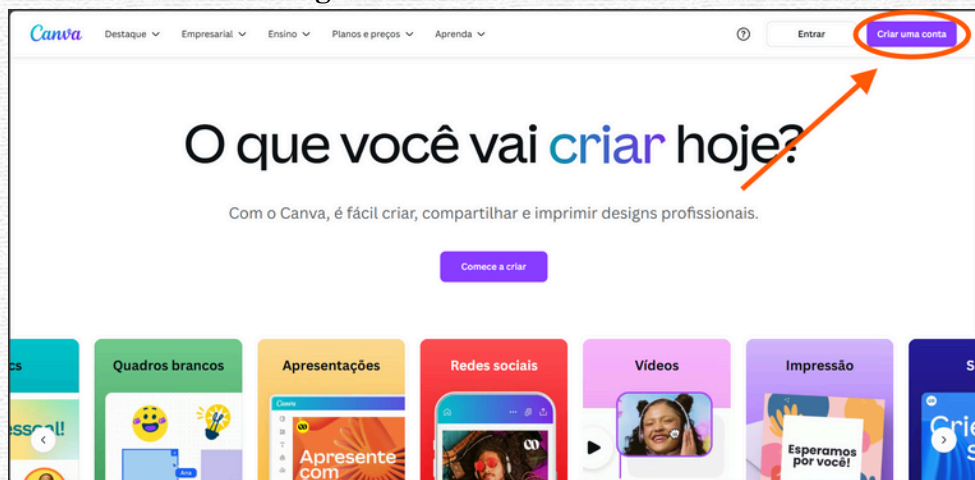 Canva Destaque Empresarial Ensino Planos e preços Aprenda ? Entrar Criar uma conta
O que você vai criar hoje?
Com o Canva, é fácil criar, compartilhar e imprimir designs profissionais.
Comece a criar
Quadros brancos
Apresentações
Redes sociais
Vídeos
Impressão
Canva
Apresente
com
Ana
Esperamos
por você!